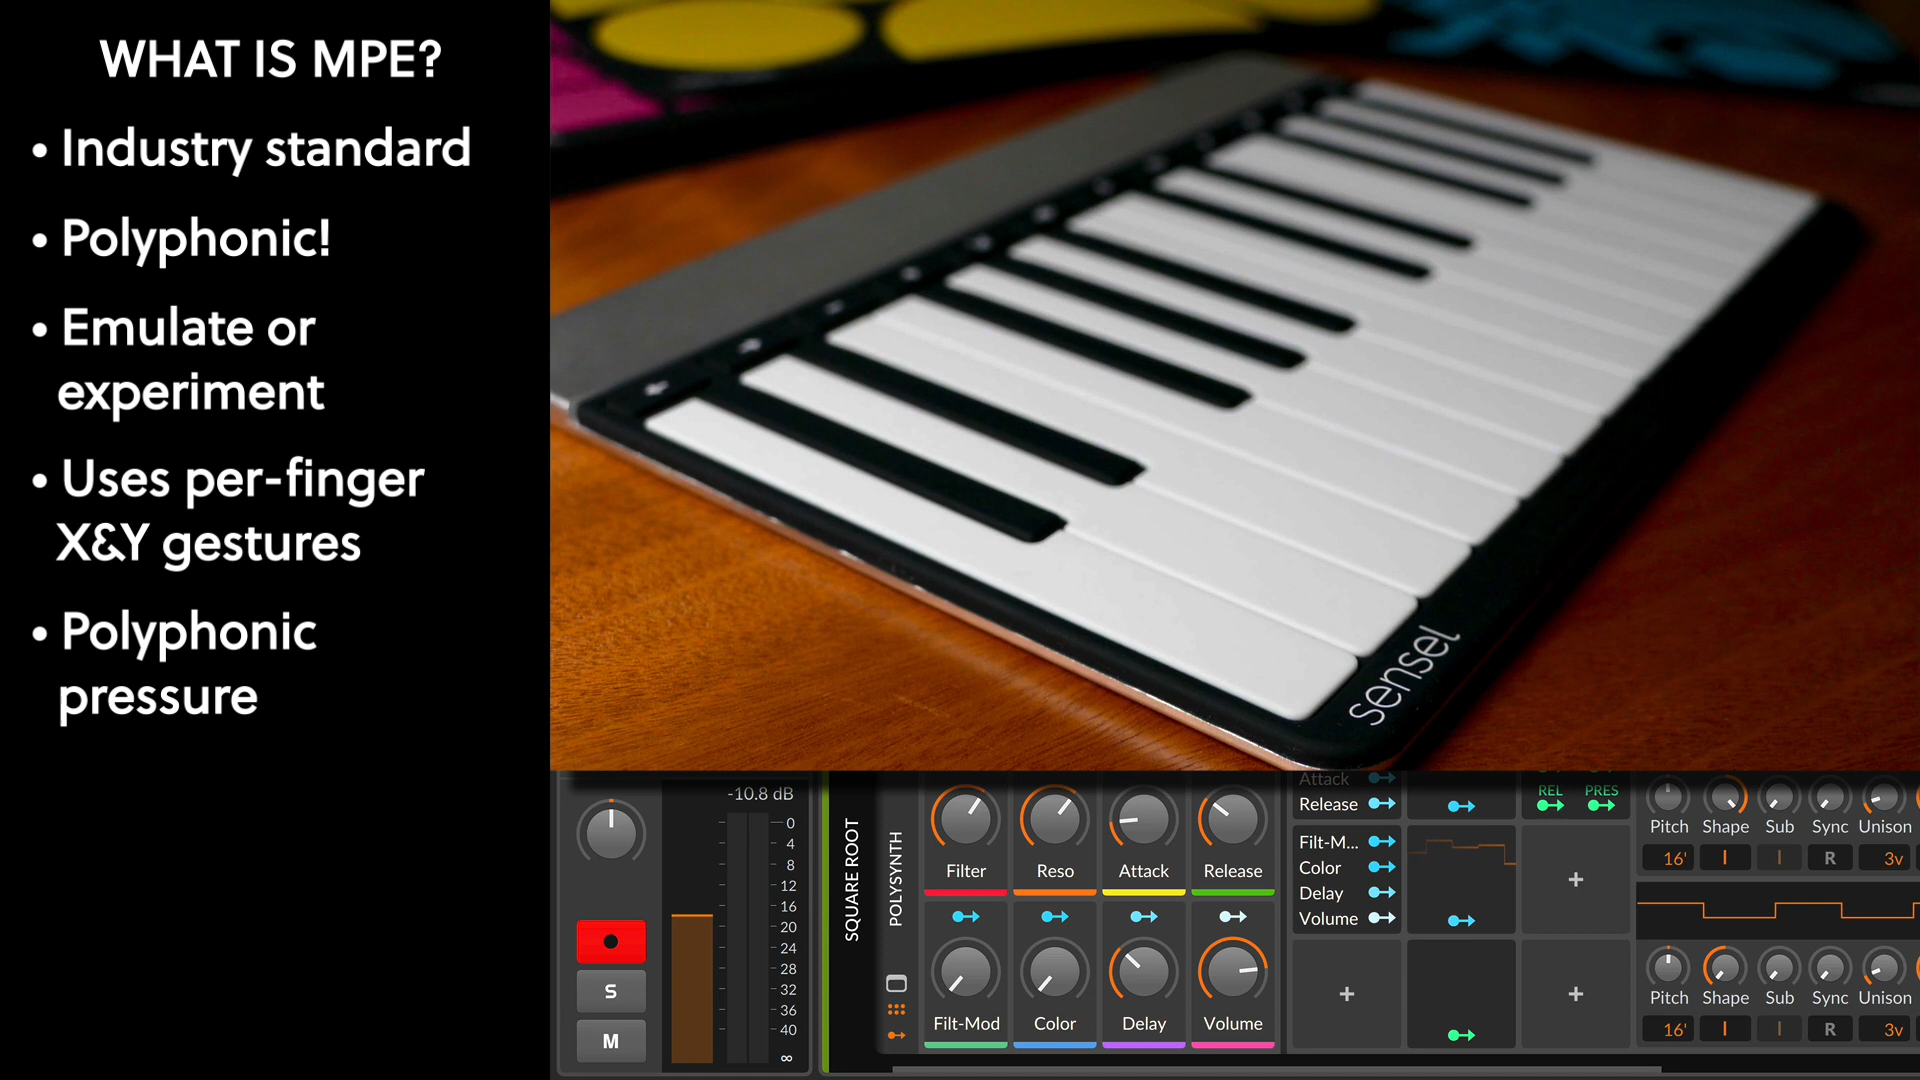 WHAT IS MPE?
• Industry standard
• Polyphonic!
• Emulate or
experiment
• Uses per-finger
X&Y gestures
• Polyphonic
pressure
sensel
-10.8 dB
0
4
8
12
16
20
24
28
32
36
40
∞
S
M
SQUARE ROOT
POLYSYNTH
Filter Reso Attack Release
Filt-Mod Color Delay Volume
Attack
Release
Filt-M...
Color
Delay
Volume
+
REL PRES
+
+
Pitch Shape Sub Sync Unison
16' I I R 3v
Pitch Shape Sub Sync Unison
16' I I R 3v